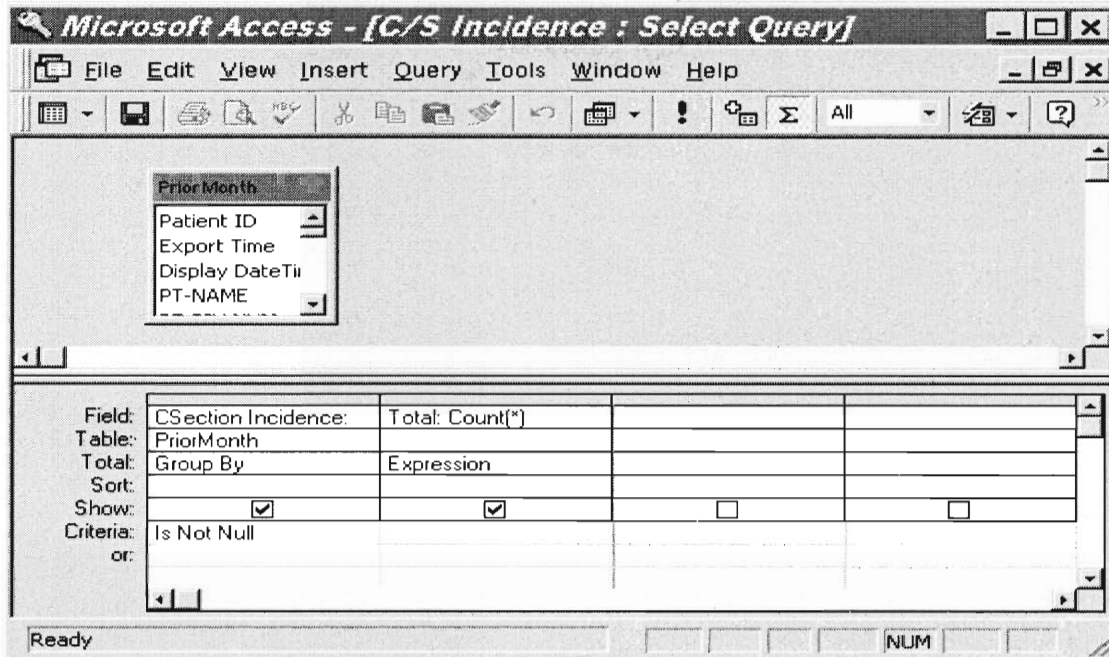 Microsoft Access - [C/S Incidence : Select Query]
File Edit View Insert Query Tools Window Help
All
PriorMonth
Patient ID
Export Time
Display DateTi
PT-NAME
Field: CSection Incidence: Total: Count(*)
Table: PriorMonth
Total: Group By Expression
Sort:
Show:
Criteria: Is Not Null
or:
Ready NUM